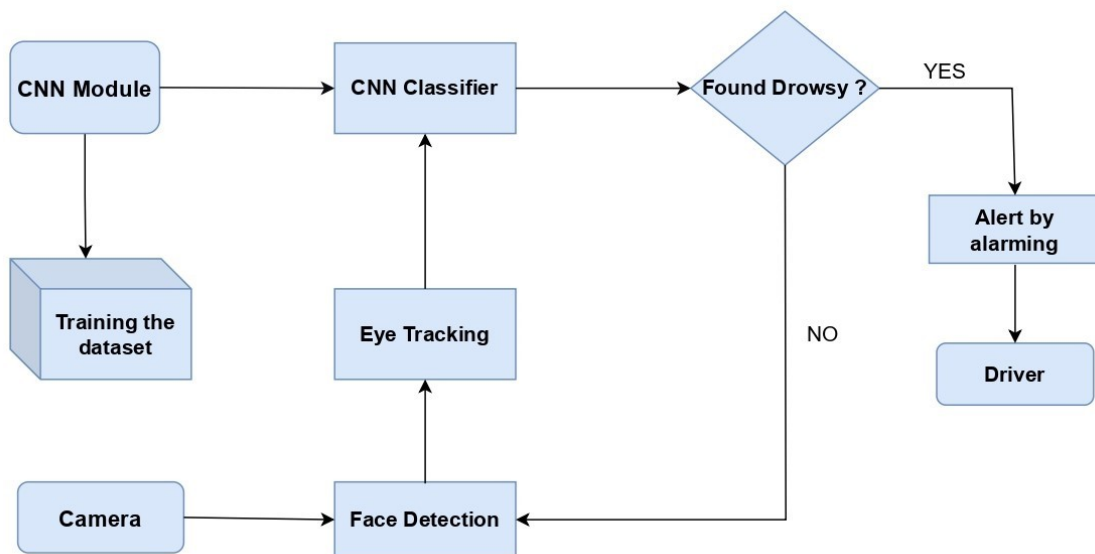 CNN Module
CNN Classifier
Found Drowsy ?
YES
Alert by
alarming
Training the
dataset
Eye Tracking
NO
Driver
Camera
Face Detection